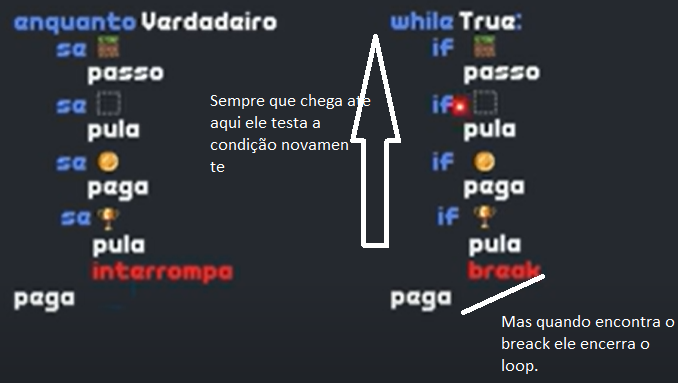 enquanto Verdadeiro
se
passo
se
pula
se
pega
se
pula
interrompa
pega
Sempre que chega ate
aqui ele testa a
condição novamen
te
while True:
if
passo
if
pula
if
pega
if
pula
break
pega
Mas quando encontra o
breack ele encerra o
loop.